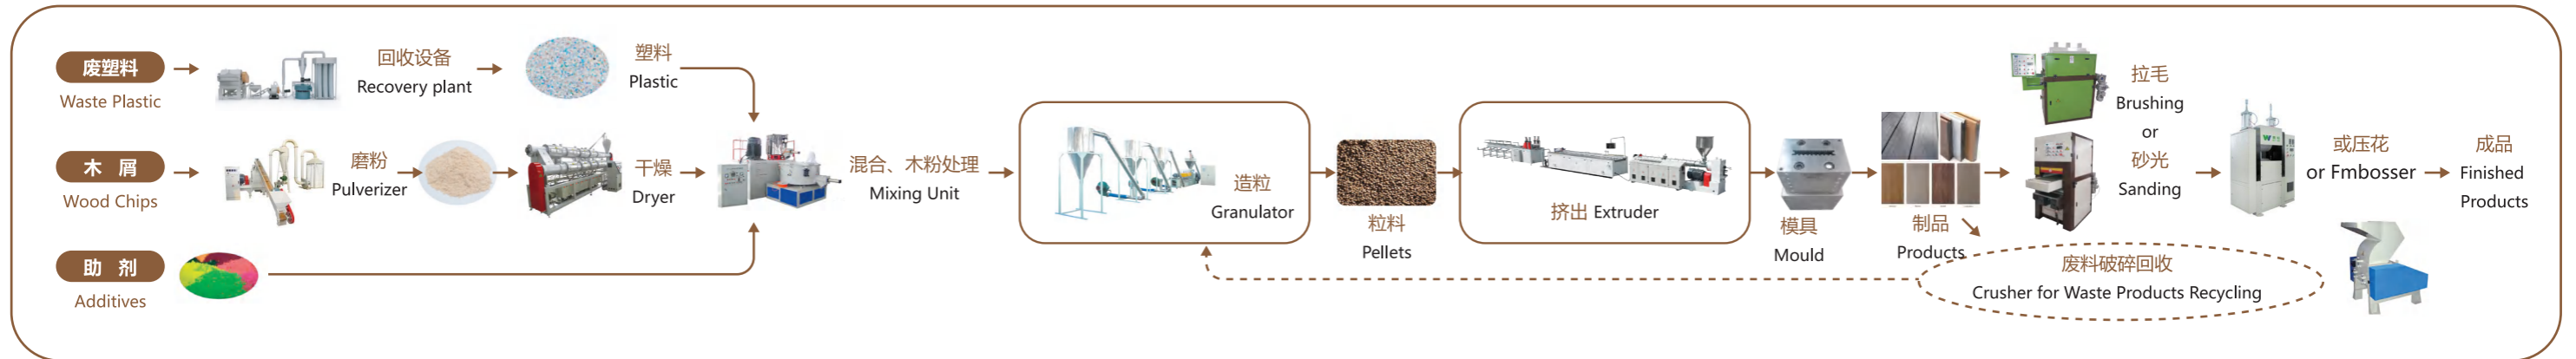 废塑料
Waste Plastic
回收设备
Recovery plant
塑料
Plastic
木 屑
Wood Chips
磨粉
Pulverizer
干燥
Dryer
助 剂
Additives
混合、木粉处理
Mixing Unit
造粒
Granulator
粒料
Pellets
挤出 Extruder
模具
Mould
制品
Products
拉毛
Brushing
or
砂光
Sanding
或压花
or Fmbosser
成品
Finished
Products
废料破碎回收
Crusher for Waste Products Recycling